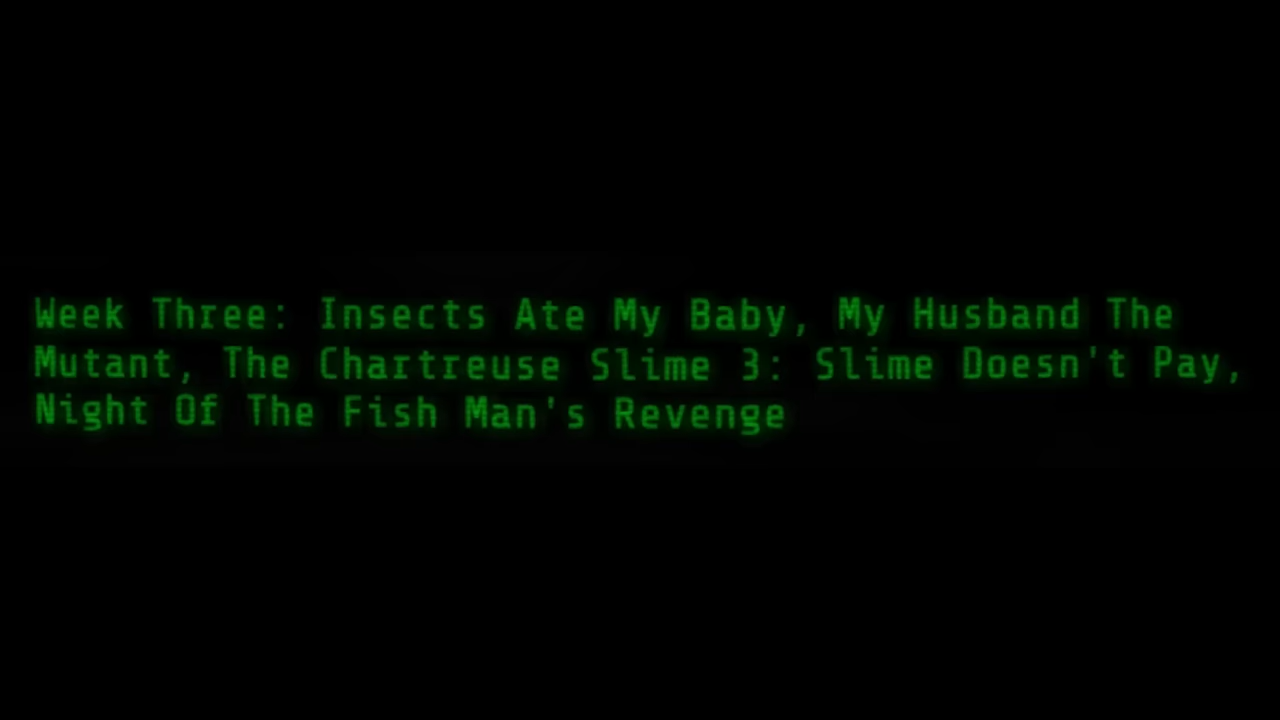 Week Three: Insects Ate My Baby, My Husband The
Mutant, The Chartreuse Slime 3: Slime Doesn't Pay,
Night Of The Fish Man's Revenge